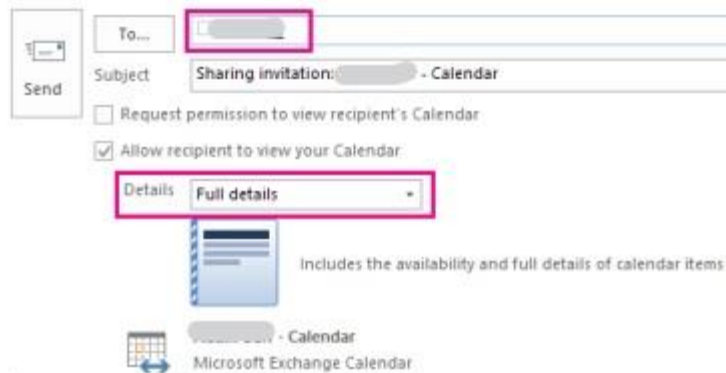 To...
Send
Subject Sharing invitation: - Calendar
Request permission to view recipient's Calendar
Allow recipient to view your Calendar
Details Full details
Includes the availability and full details of calendar items
- Calendar
Microsoft Exchange Calendar